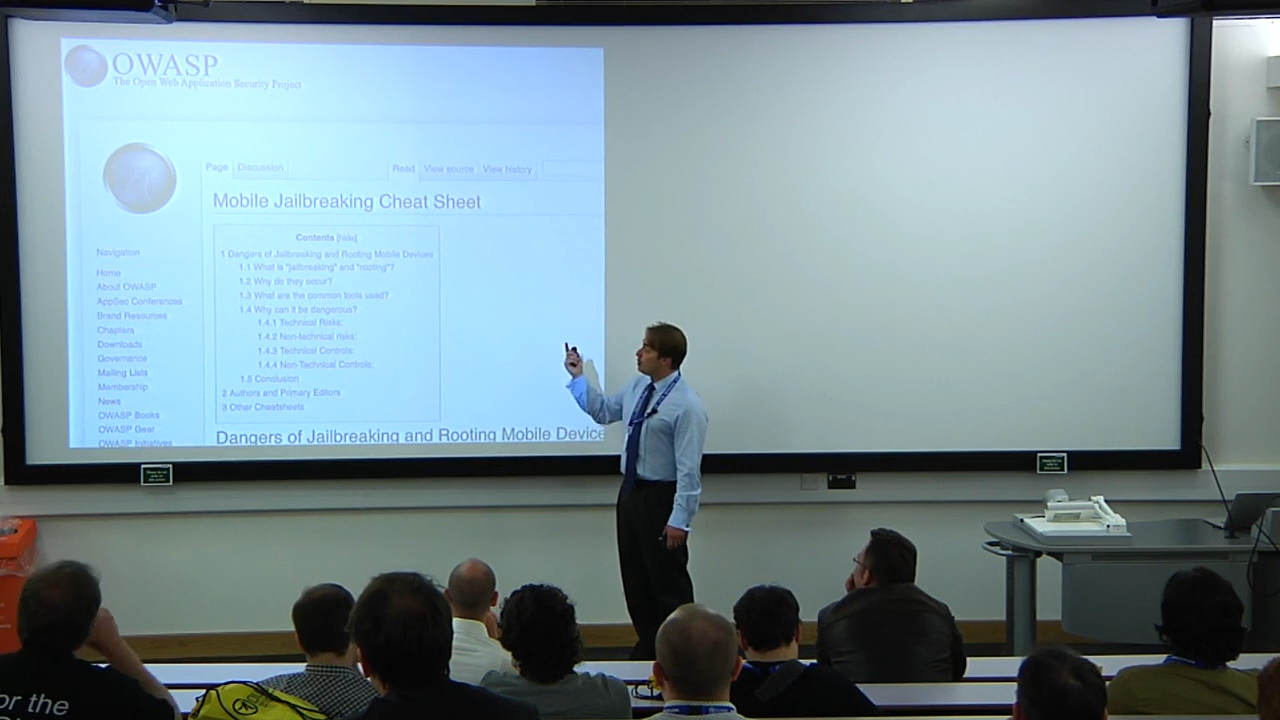 OWASP
The Open Web Application Security Project
Page Discussion Read View source View history
Mobile Jailbreaking Cheat Sheet
Contents [hide]
1 Dangers of Jailbreaking and Rooting Mobile Devices
1.1 What is "jailbreaking" and "rooting"?
1.2 Why do they occur?
1.3 What are the common tools used?
1.4 Why can it be dangerous?
1.4.1 Technical Risks:
1.4.2 Non-technical risks:
1.4.3 Technical Controls:
1.4.4 Non-Technical Controls:
1.5 Conclusion
2 Authors and Primary Editors
3 Other Cheatsheets
Dangers of Jailbreaking and Rooting Mobile Device
Navigation
Home
About OWASP
AppSec Conferences
Brand Resources
Chapters
Downloads
Governance
Mailing Lists
Membership
News
OWASP Books
OWASP Gear
OWASP Initiatives
or the